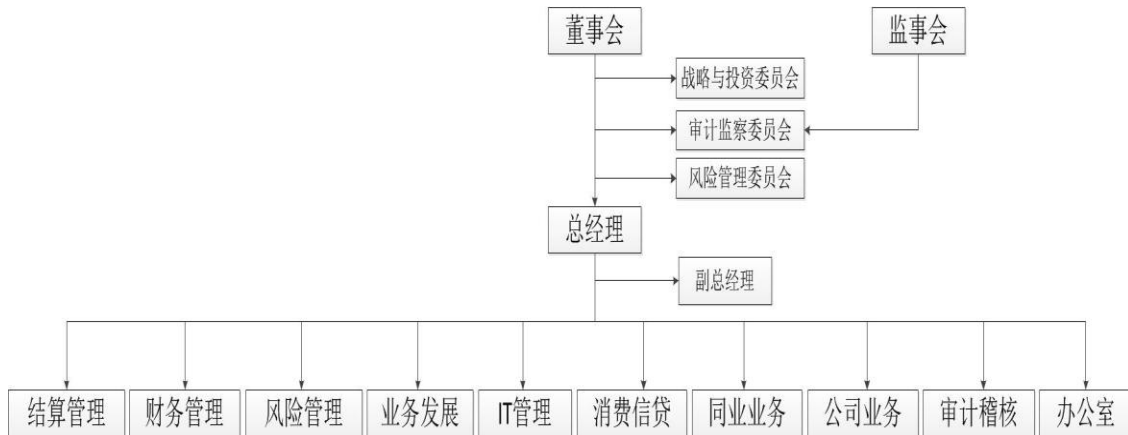 董事会
监事会
战略与投资委员会
审计监察委员会
风险管理委员会
总经理
副总经理
结算管理
财务管理
风险管理
业务发展
IT管理
消费信贷
同业业务
公司业务
审计稽核
办公室